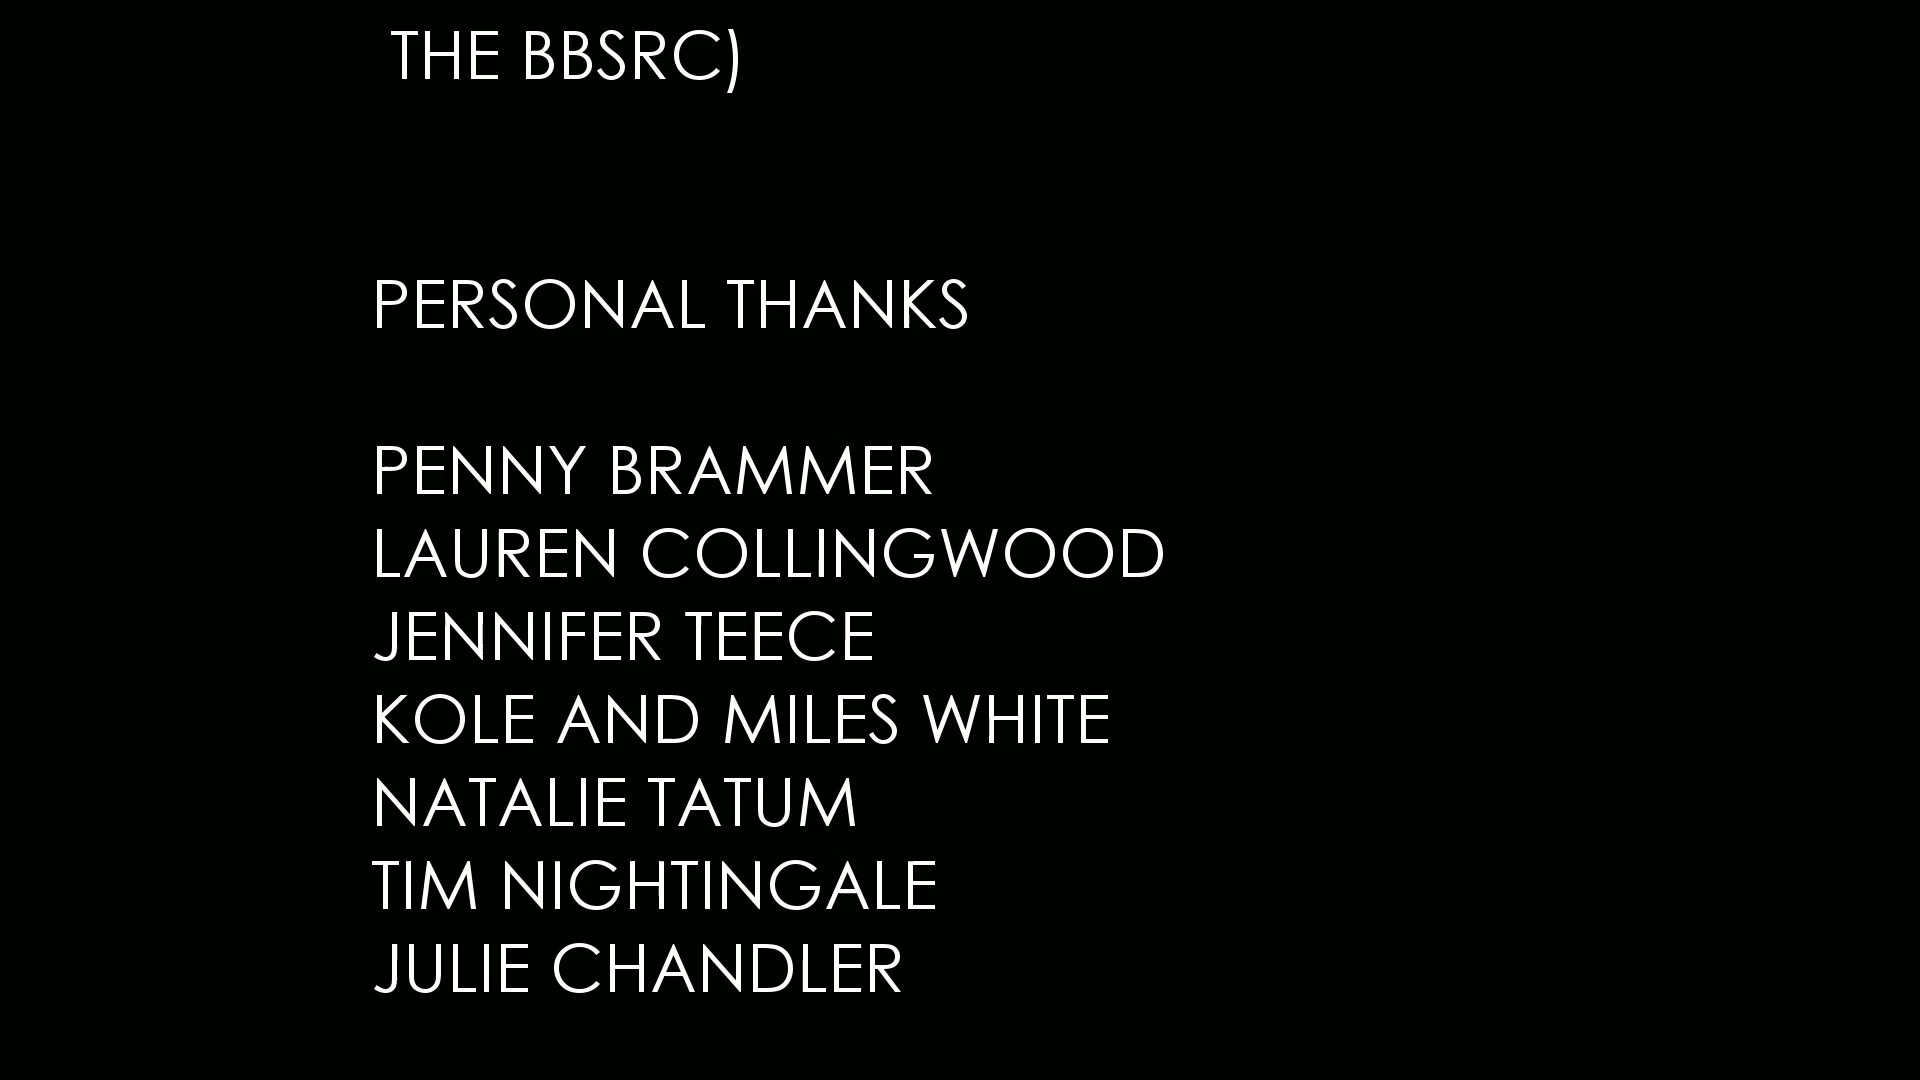 THE BBSRC)
PERSONAL THANKS
PENNY BRAMMER
LAUREN COLLINGWOOD
JENNIFER TEECE
KOLE AND MILES WHITE
NATALIE TATUM
TIM NIGHTINGALE
JULIE CHANDLER